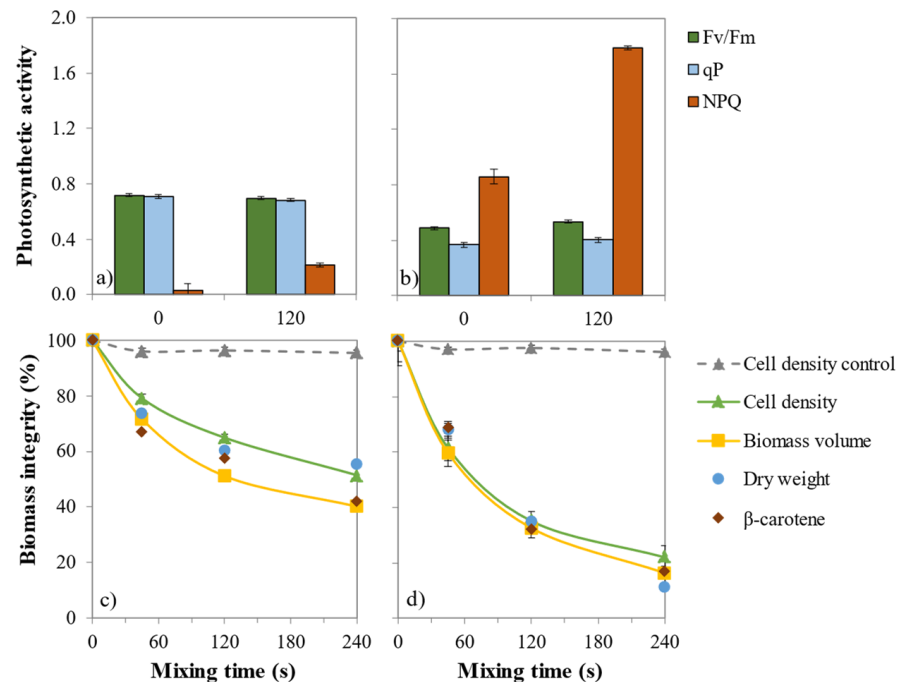 Photosynthetic activity
2.0
1.6
1.2
0.8
0.4
0.0
a)
b)
0
120
0
120
Fv/Fm
qP
NPQ
Biomass integrity (%)
100
80
60
40
20
0
c)
d)
0
60
120
180
240
0
60
120
180
240
Mixing time (s)
Mixing time (s)
Cell density control
Cell density
Biomass volume
Dry weight
β-carotene